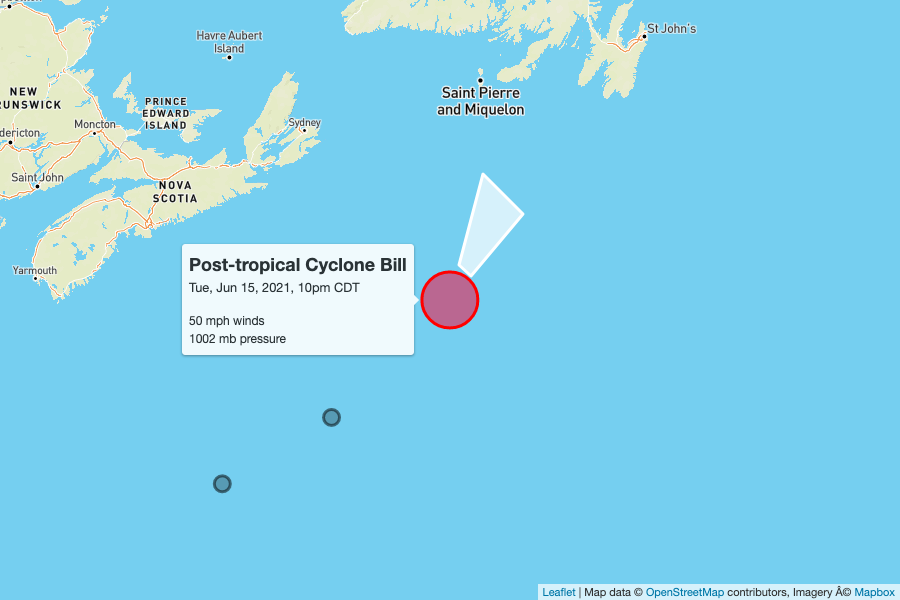 St John's
Havre Aubert
Island
Saint Pierre
and Miquelon
NEW
RUNSWICK
PRINCE
EDWARD
ISLAND
Moncton
Sydney
dericton
Saint John
NOVA
SCOTIA
Yarmouth
Post-tropical Cyclone Bill
Tue, Jun 15, 2021, 10pm CDT
50 mph winds
1002 mb pressure
Leaflet | Map data © OpenStreetMap contributors, Imagery Â© Mapbox